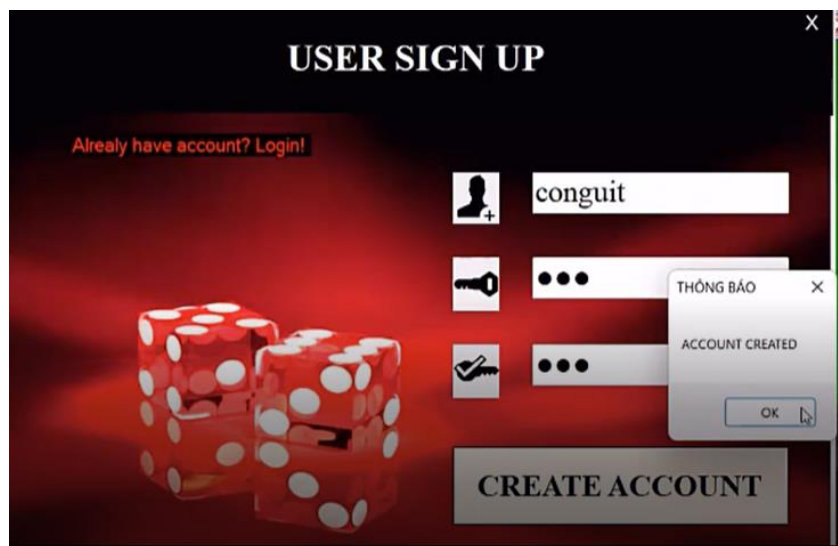 X
USER SIGN UP
Alrealy have account? Login!
conguit
THÔNG BÁO
ACCOUNT CREATED
OK
CREATE ACCOUNT